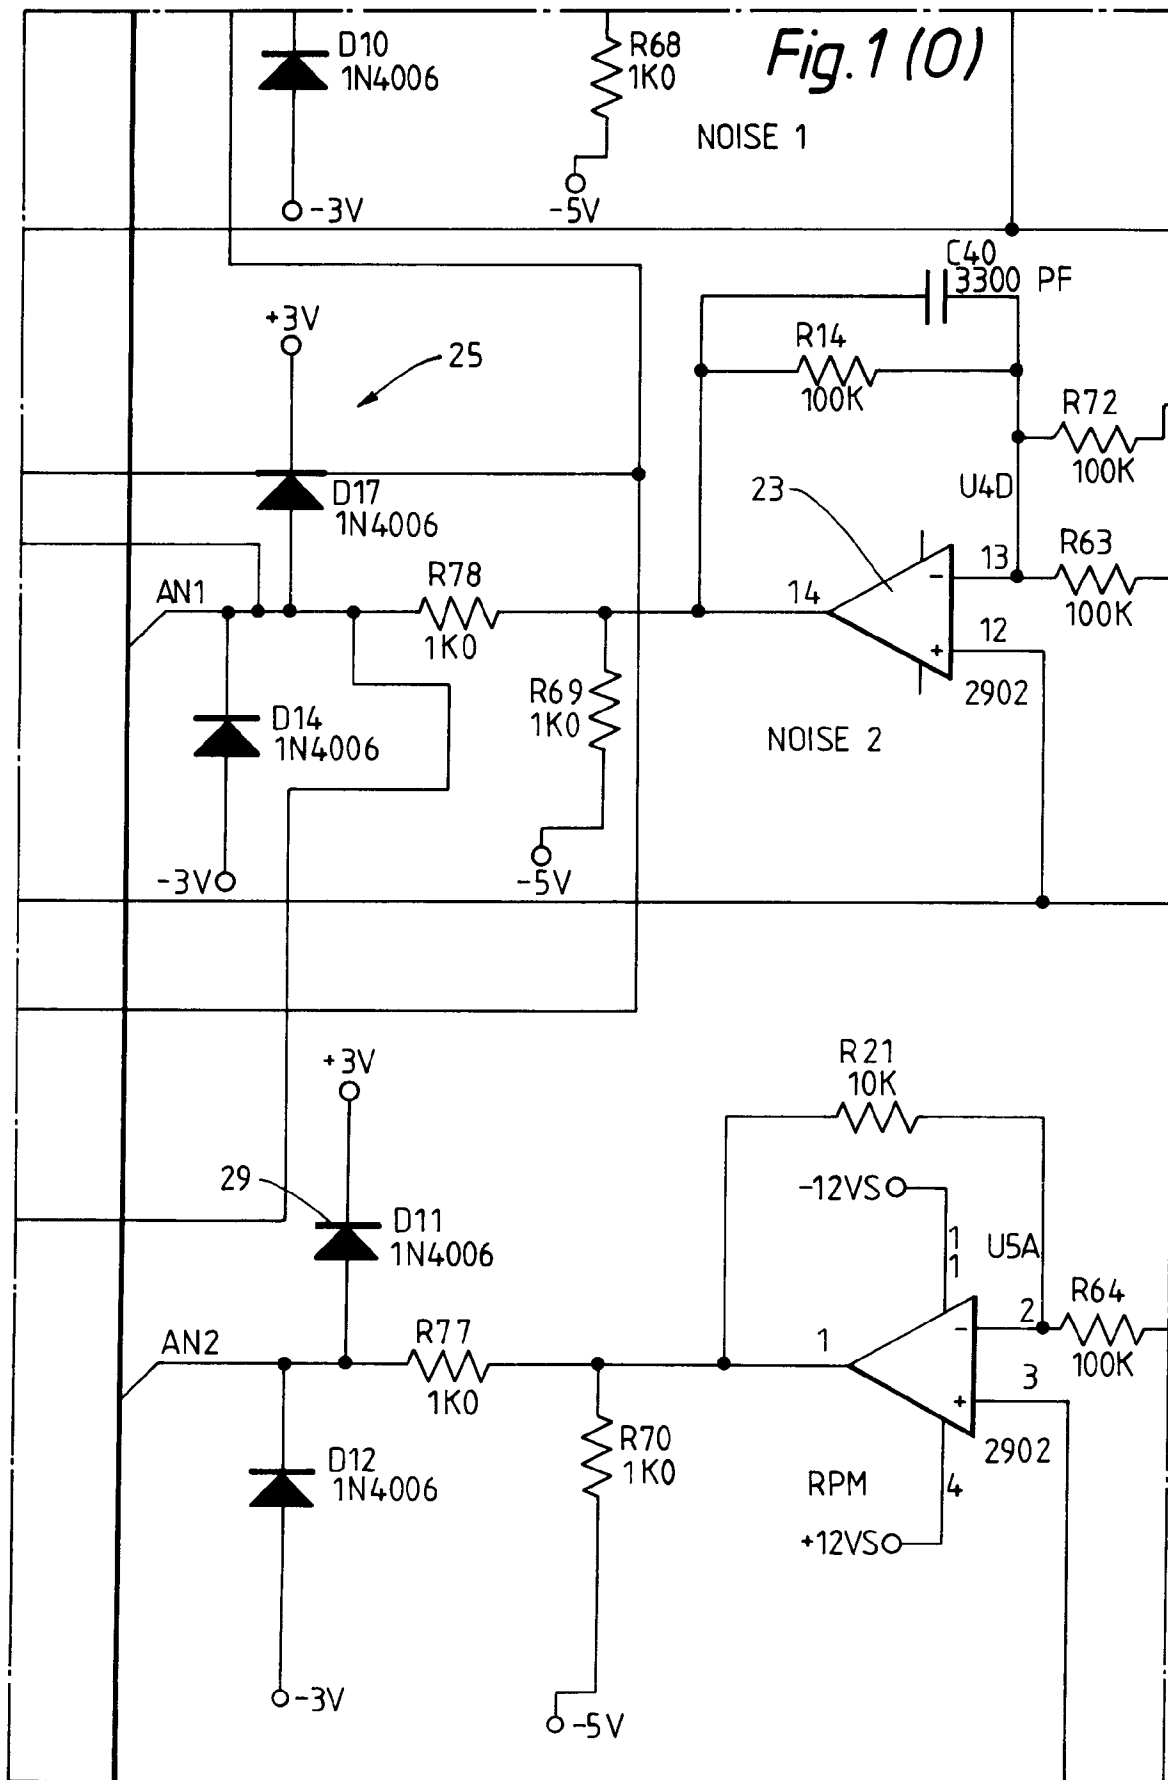 Fig.1 (0)
D10
1N4006
R68
1K0
NOISE 1
-3V
-5V
C40
3300 PF
+3V
25
R14
100K
R72
100K
D17
1N4006
23
U4D
AN1
R78
1K0
14
13
R63
100K
12
R69
1K0
2902
D14
1N4006
NOISE 2
-3V
-5V
+3V
R21
10K
29
-12VS
D11
1N4006
1
1
U5A
R64
100K
AN2
R77
1K0
1
2
3
D12
1N4006
R70
1K0
2902
RPM
4
+12VS
-3V
-5V